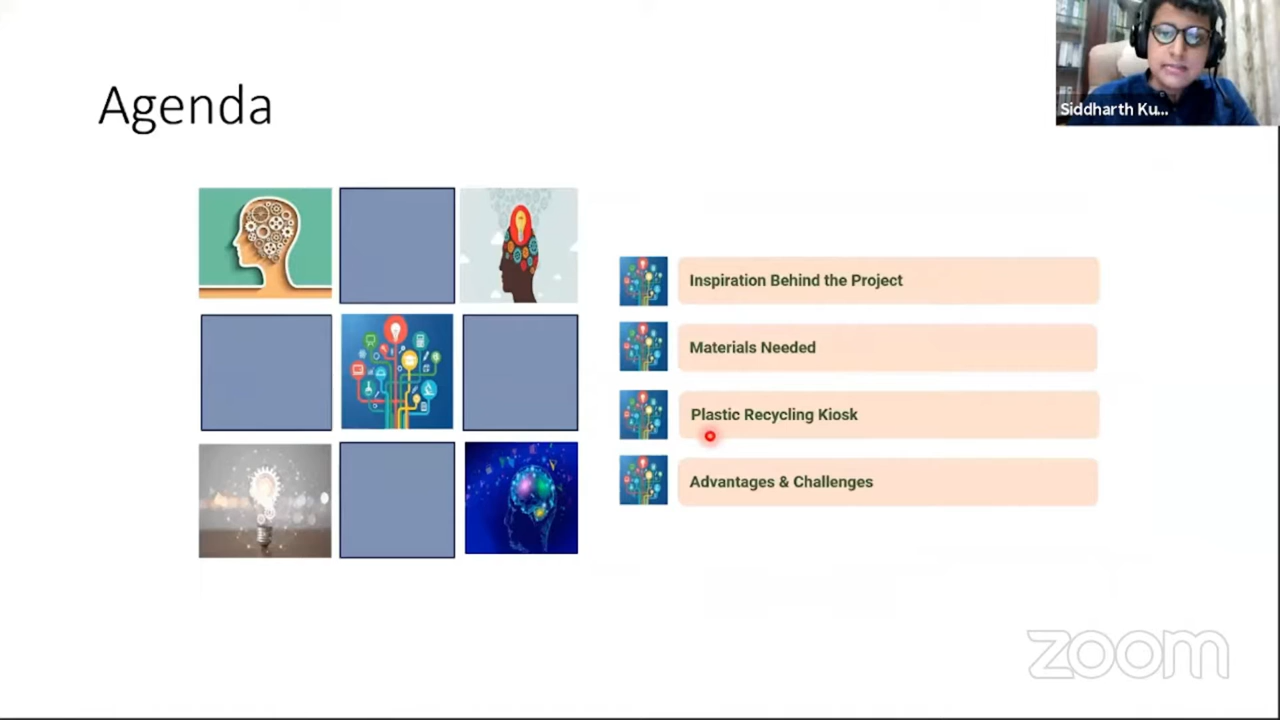 Agenda
Siddharth Ku...
Inspiration Behind the Project
Materials Needed
Plastic Recycling Kiosk
Advantages & Challenges
zoom